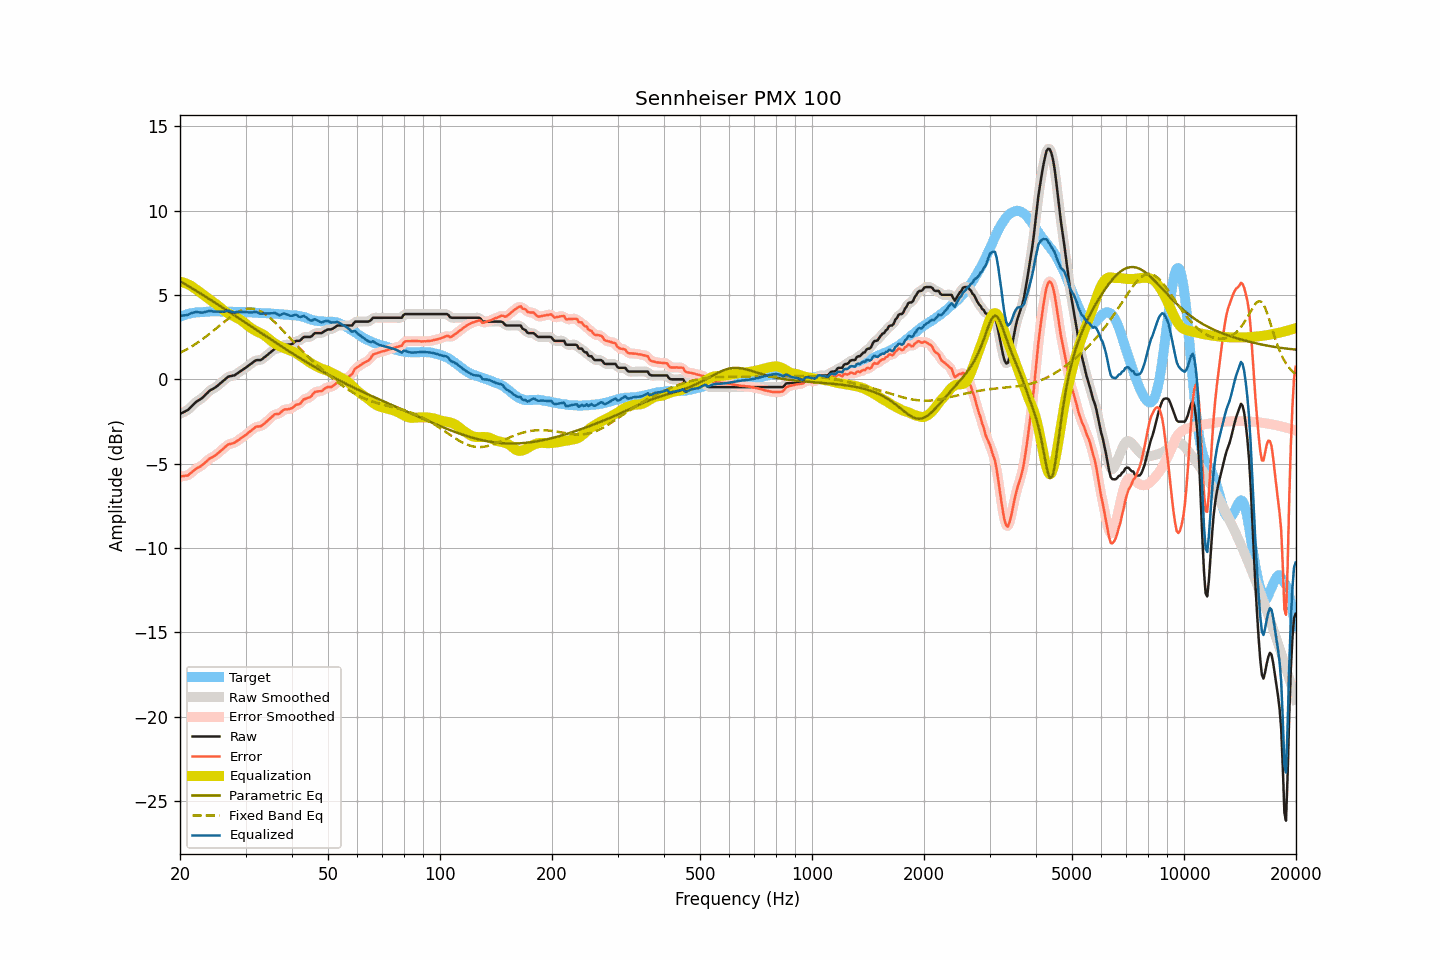 Sennheiser PMX 100
15
10
5
0
−5
−10
−15
−20
−25
Amplitude (dBr)
Target
Raw Smoothed
Error Smoothed
Raw
Error
Equalization
Parametric Eq
Fixed Band Eq
Equalized
20 50 100 200 500 1000 2000 5000 10000 20000
Frequency (Hz)